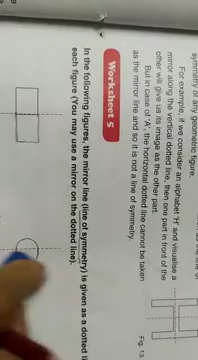 symmetry of any geometric figure.
For example, if we consider an alphabet 'H' and visualise a
mirror along the vertical dotted line, then one part in front of the
other will give us its image as the other part.
But in case of 'A', the horizontal dotted line cannot be taken
as the mirror line and so it is not a line of symmetry.
Fig. 13.
Worksheet 5
In the following figures, the mirror line (line of symmetry) is given as a dotted
each figure (You may use a mirror on the dotted line).